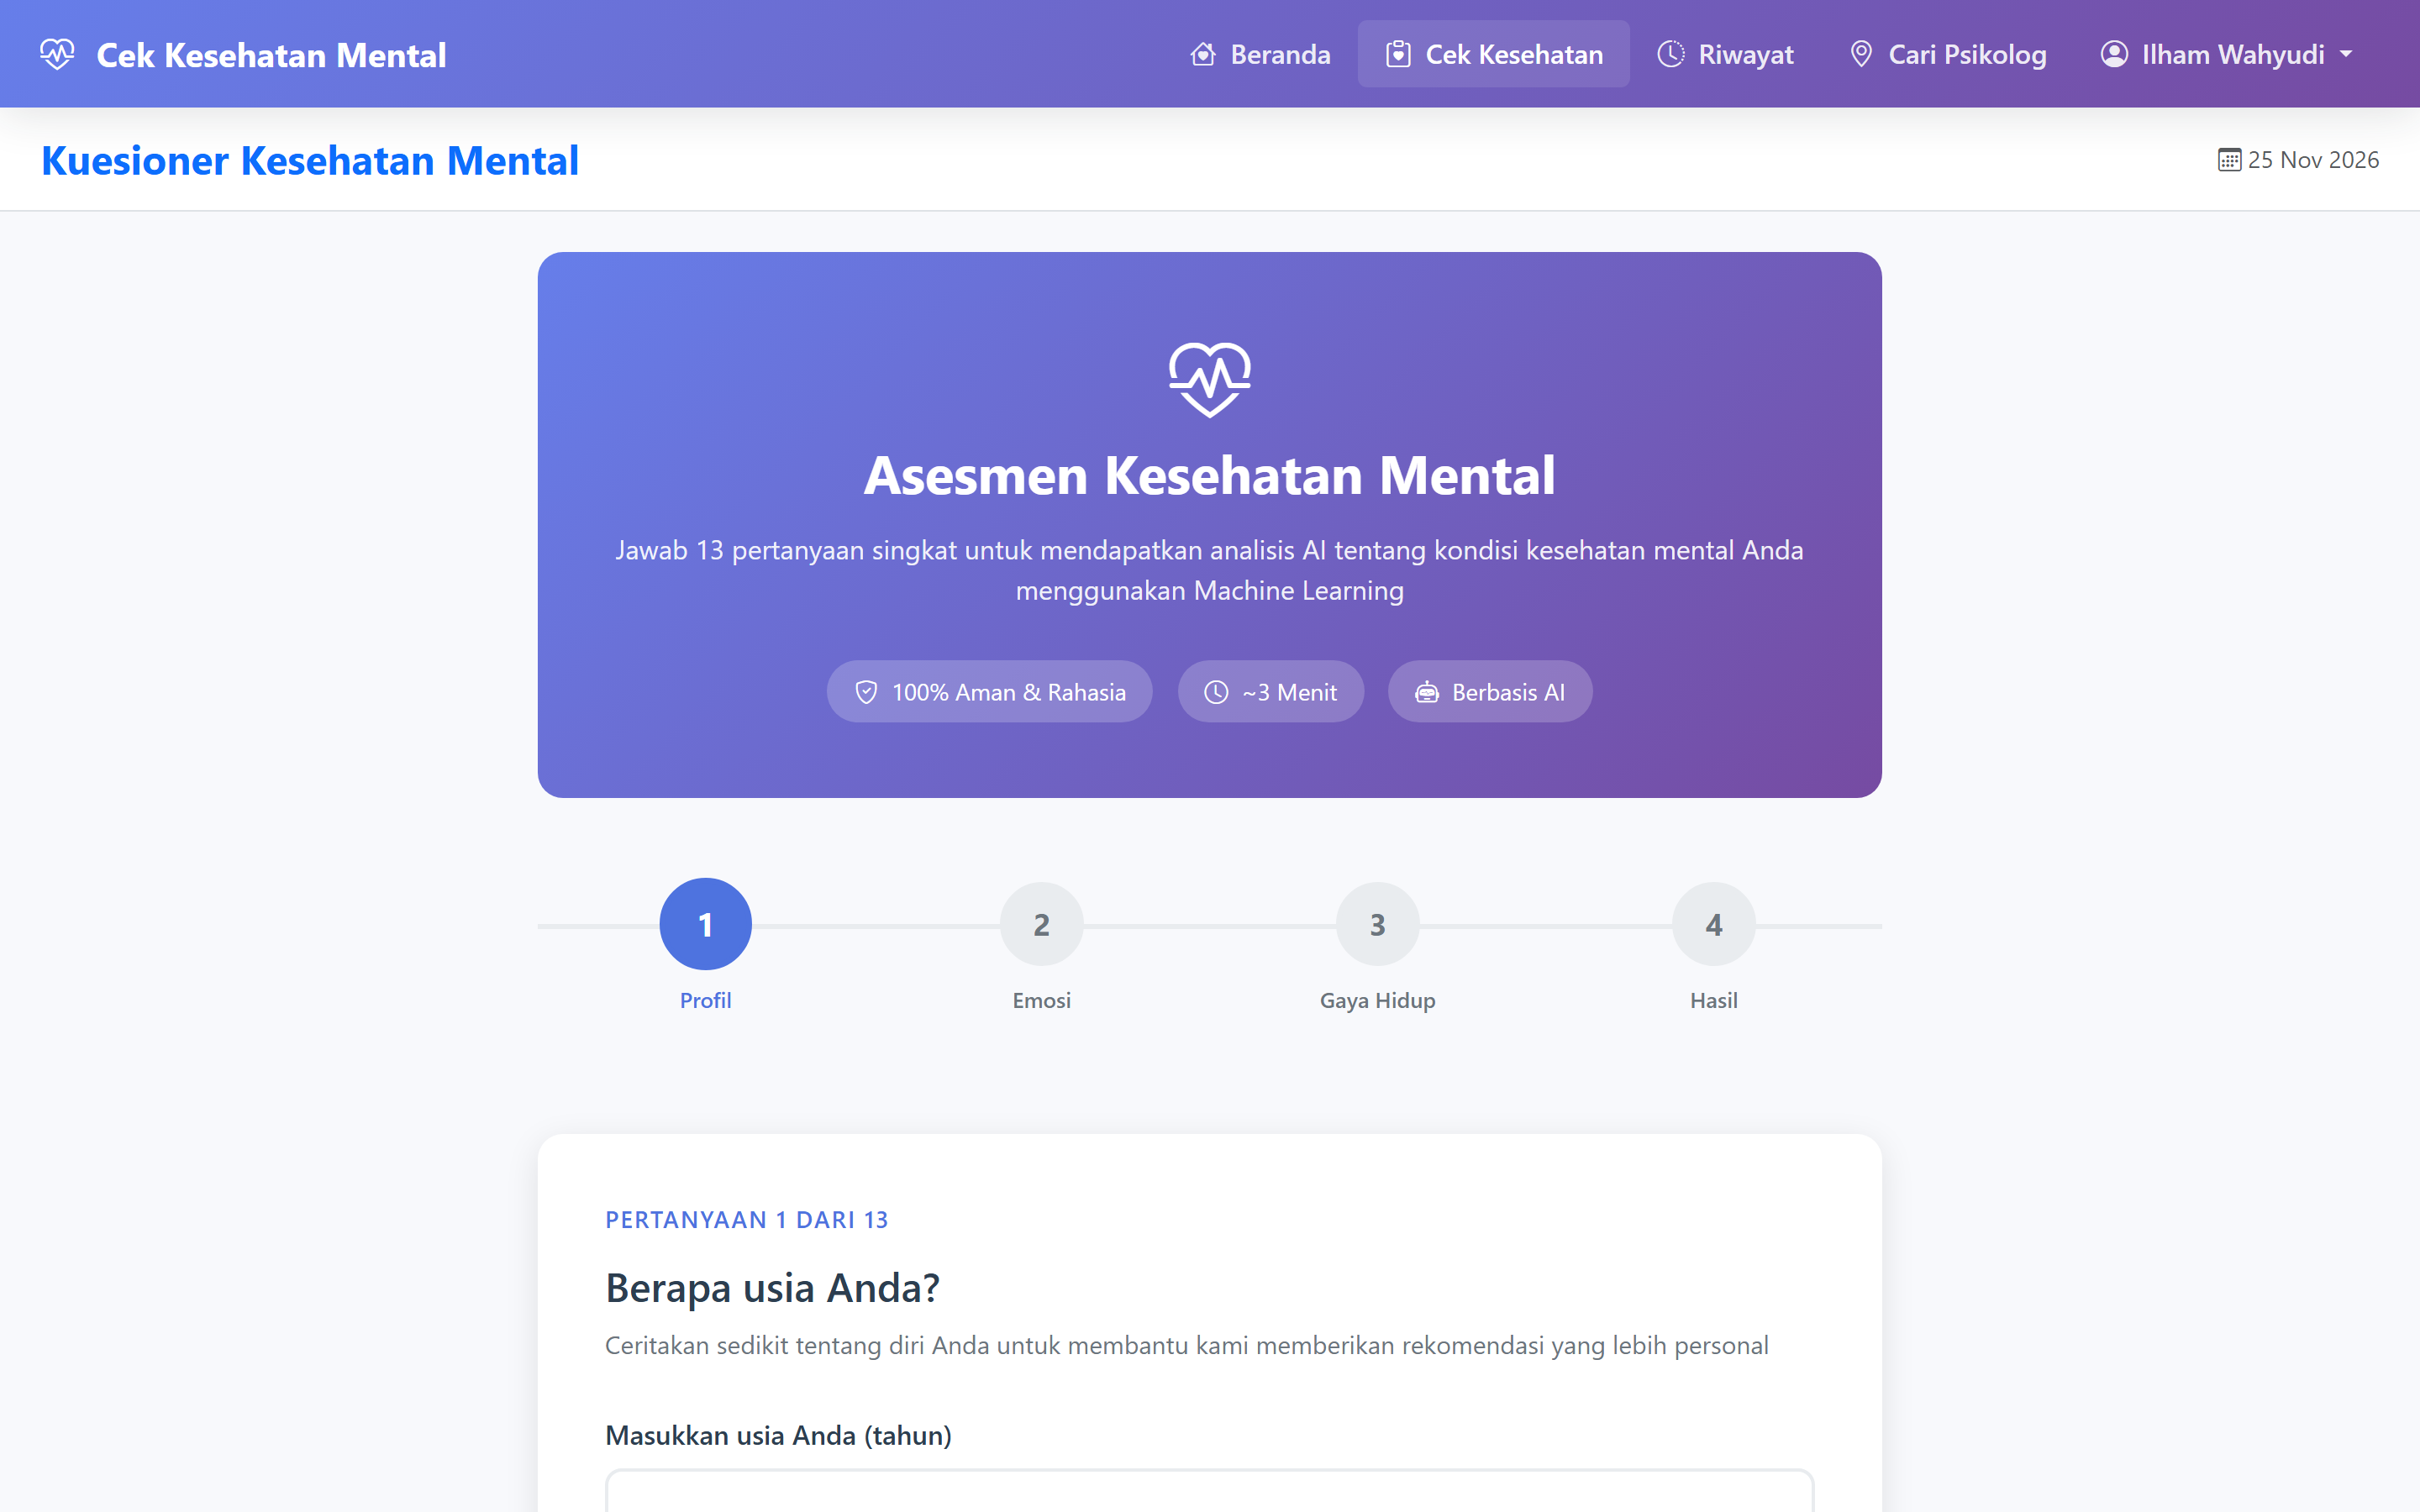 Cek Kesehatan Mental
Beranda
Cek Kesehatan
Riwayat
Cari Psikolog
Ilham Wahyudi
Kuesioner Kesehatan Mental
25 Nov 2026
Asesmen Kesehatan Mental
Jawab 13 pertanyaan singkat untuk mendapatkan analisis AI tentang kondisi kesehatan mental Anda
menggunakan Machine Learning
100% Aman & Rahasia
~3 Menit
Berbasis AI
1
2
3
4
Profil
Emosi
Gaya Hidup
Hasil
PERTANYAAN 1 DARI 13
Berapa usia Anda?
Ceritakan sedikit tentang diri Anda untuk membantu kami memberikan rekomendasi yang lebih personal
Masukkan usia Anda (tahun)